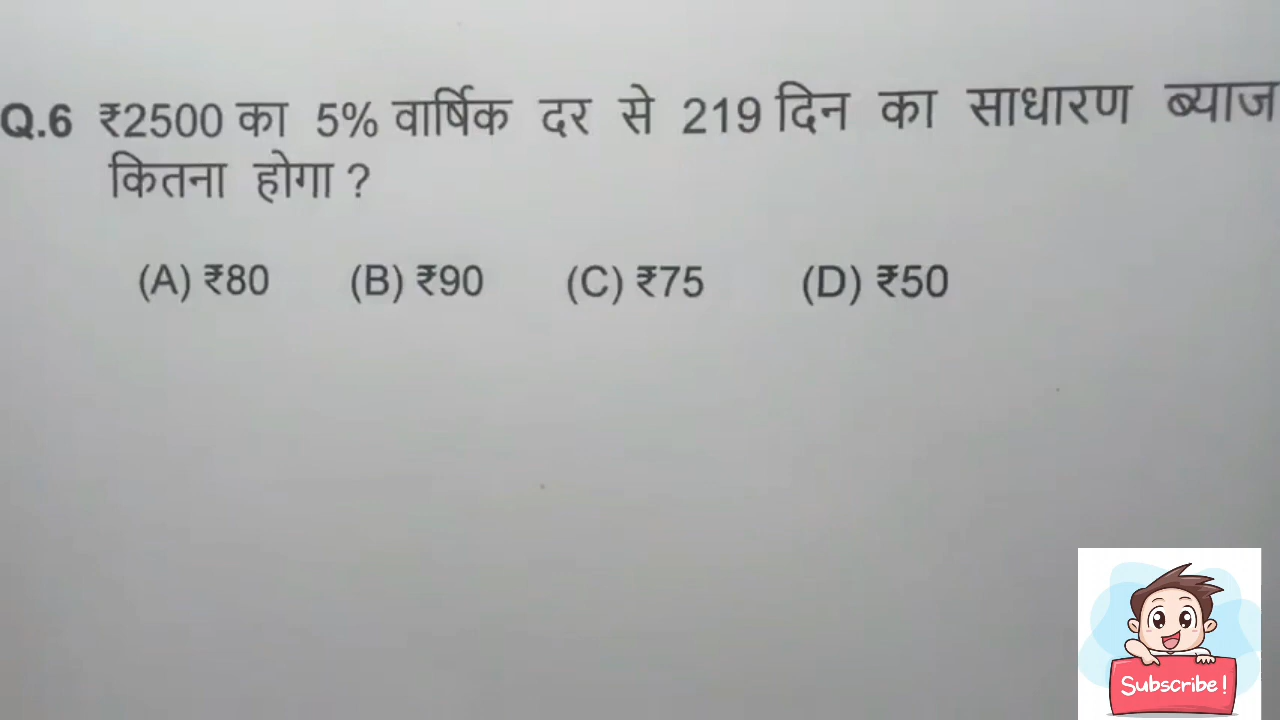 Q.6 ₹2500 का 5% वार्षिक दर से 219 दिन का साधारण ब्याज
कितना होगा ?
(A) ₹80 (B) ₹90 (C) ₹75 (D) ₹50
Subscribe!